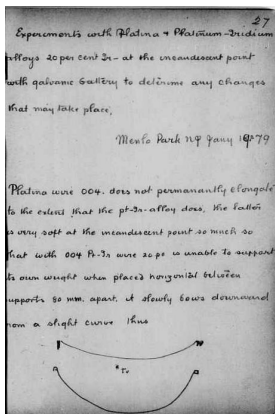 27
Experiments with Platina & Platinum-Iridium
alloys 20 per cent Ir- at the incandescent point
with galvanic battery to determine any changes
that may take place,
Menlo Park NJ Jany 79
Platina wire 004. does not permanantly elongate
to the extent that the pt-Ir-alloy does, the latter
is very soft at the incandescent point so much so
that with 004 Pt-Ir wire 20 pc is unable to support
its own weight when placed horizontal between
supports 80 mm. apart, it slowly bows downward
from a slight curve thus
To